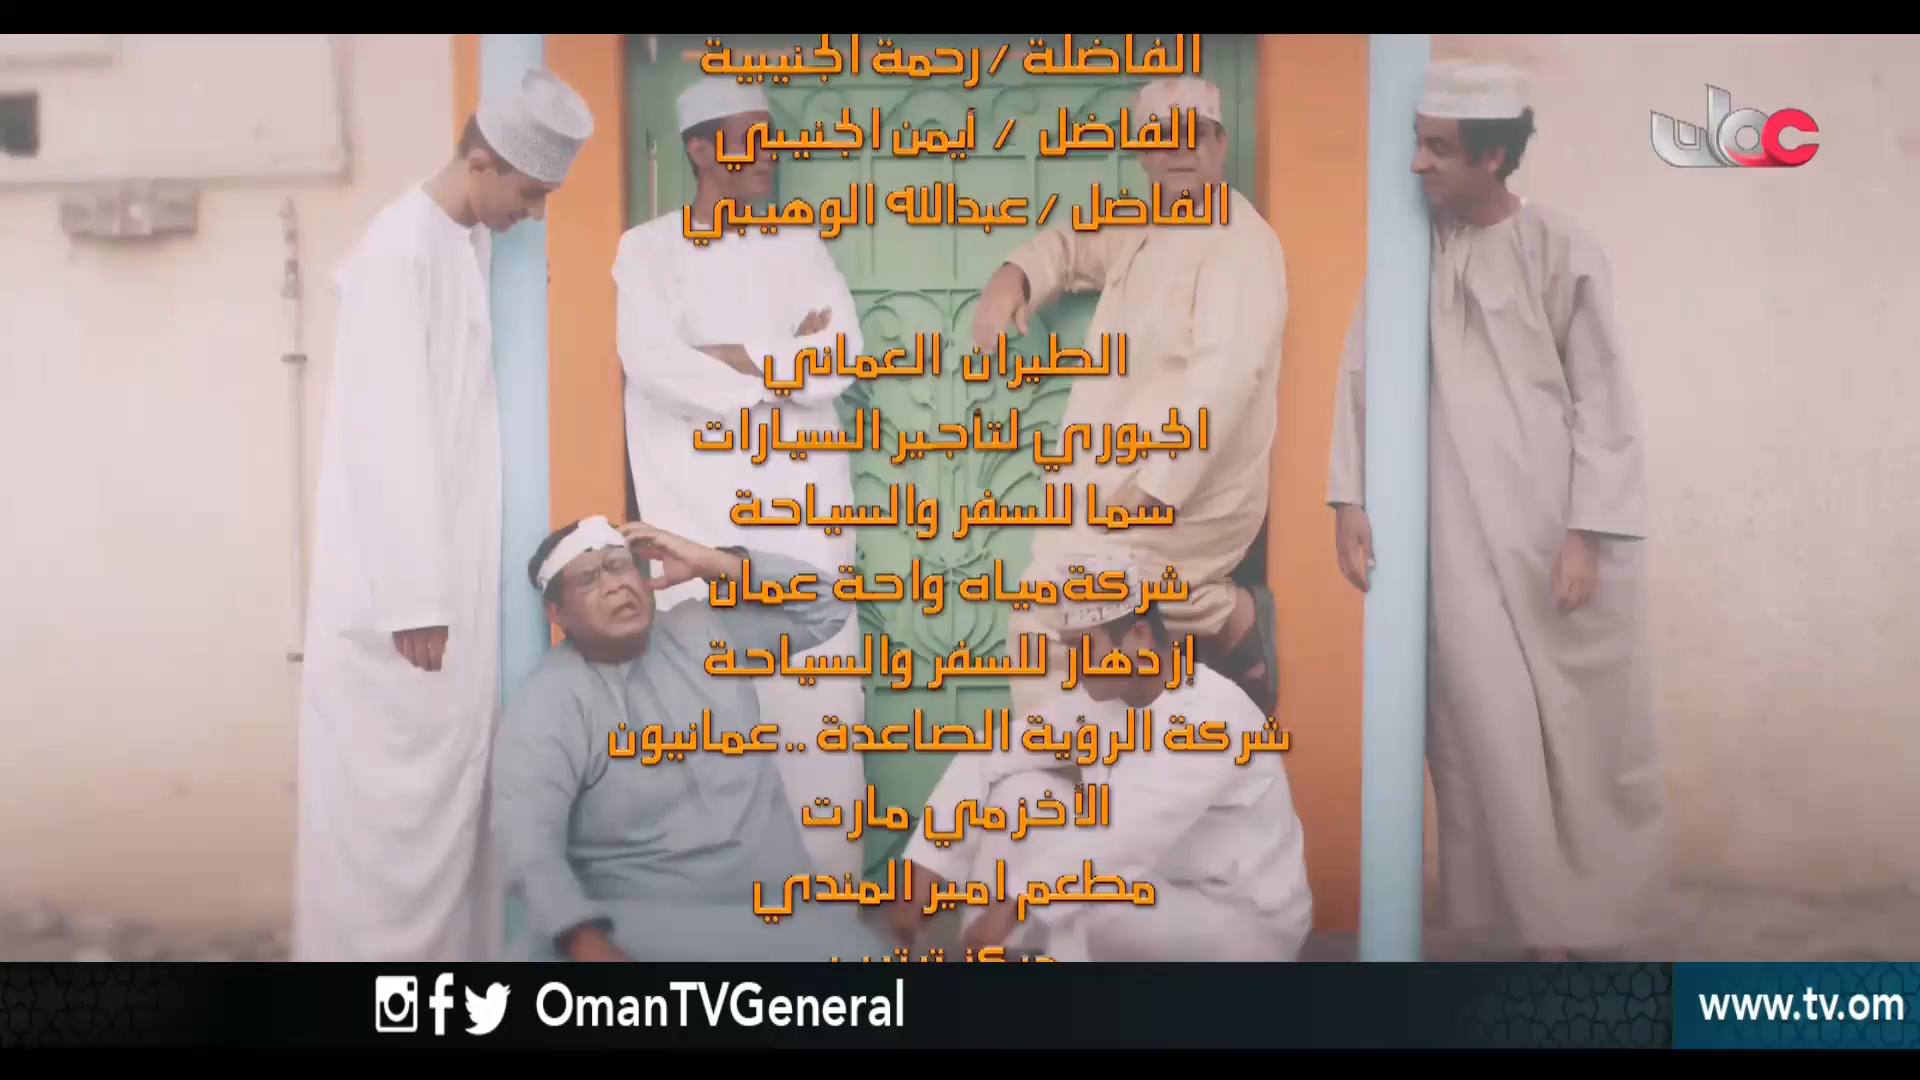 الفاضلة / رحمة الجنيبية
الفاضل / أيمن الجنيبي
الفاضل / عبدالله الوهيبي
عمان
الطيران العماني
الجبوري لتأجير السيارات
سما للسفر والسياحة
شركة مياه واحة عمان
إزدهار للسفر والسياحة
شركة الرؤية الصاعدة .. عمانيون
الأخزمي مارت
مطعم امير المندي
OmanTVGeneral
www.tv.om